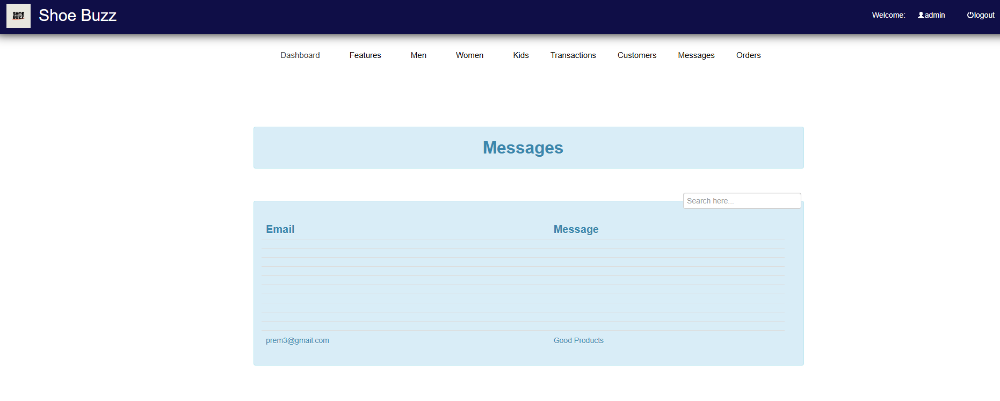 SHOE
BUZZ
Shoe Buzz
Welcome: admin logout
Dashboard Features Men Women Kids Transactions Customers Messages Orders
Messages
Search here...
Email Message
prem3@gmail.com Good Products